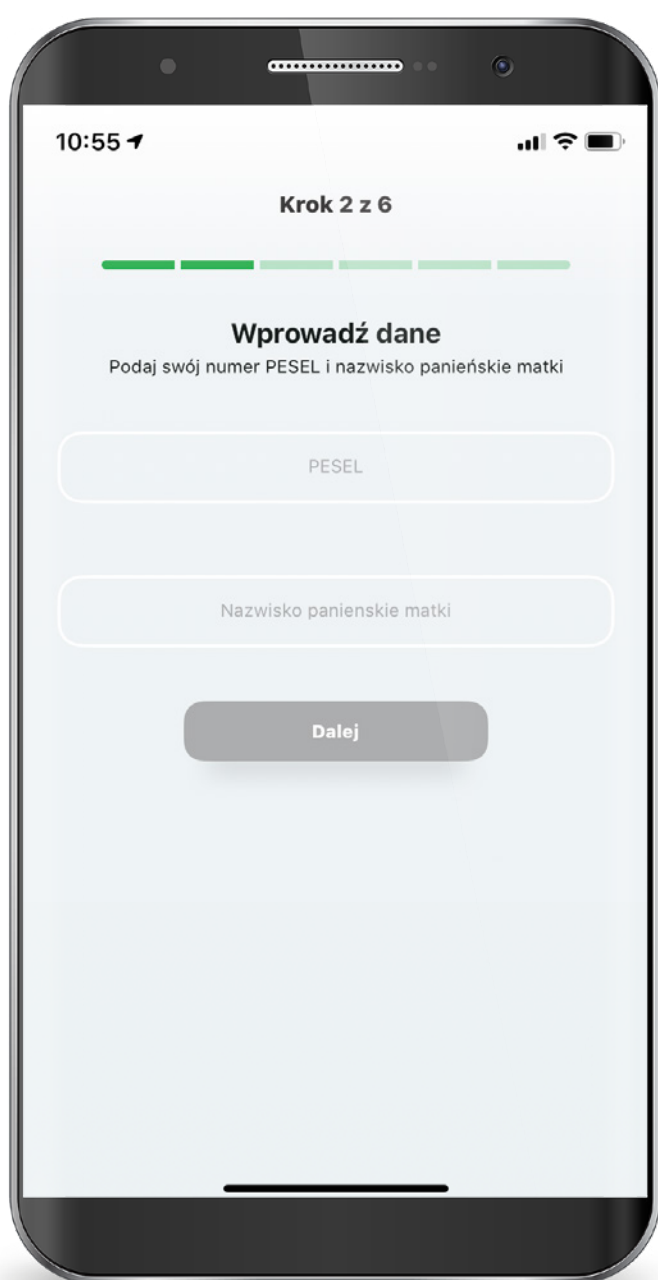 10:55
Krok 2 z 6
Wprowadź dane
Podaj swój numer PESEL i nazwisko panieńskie matki
PESEL
Nazwisko panienskie matki
Dalej